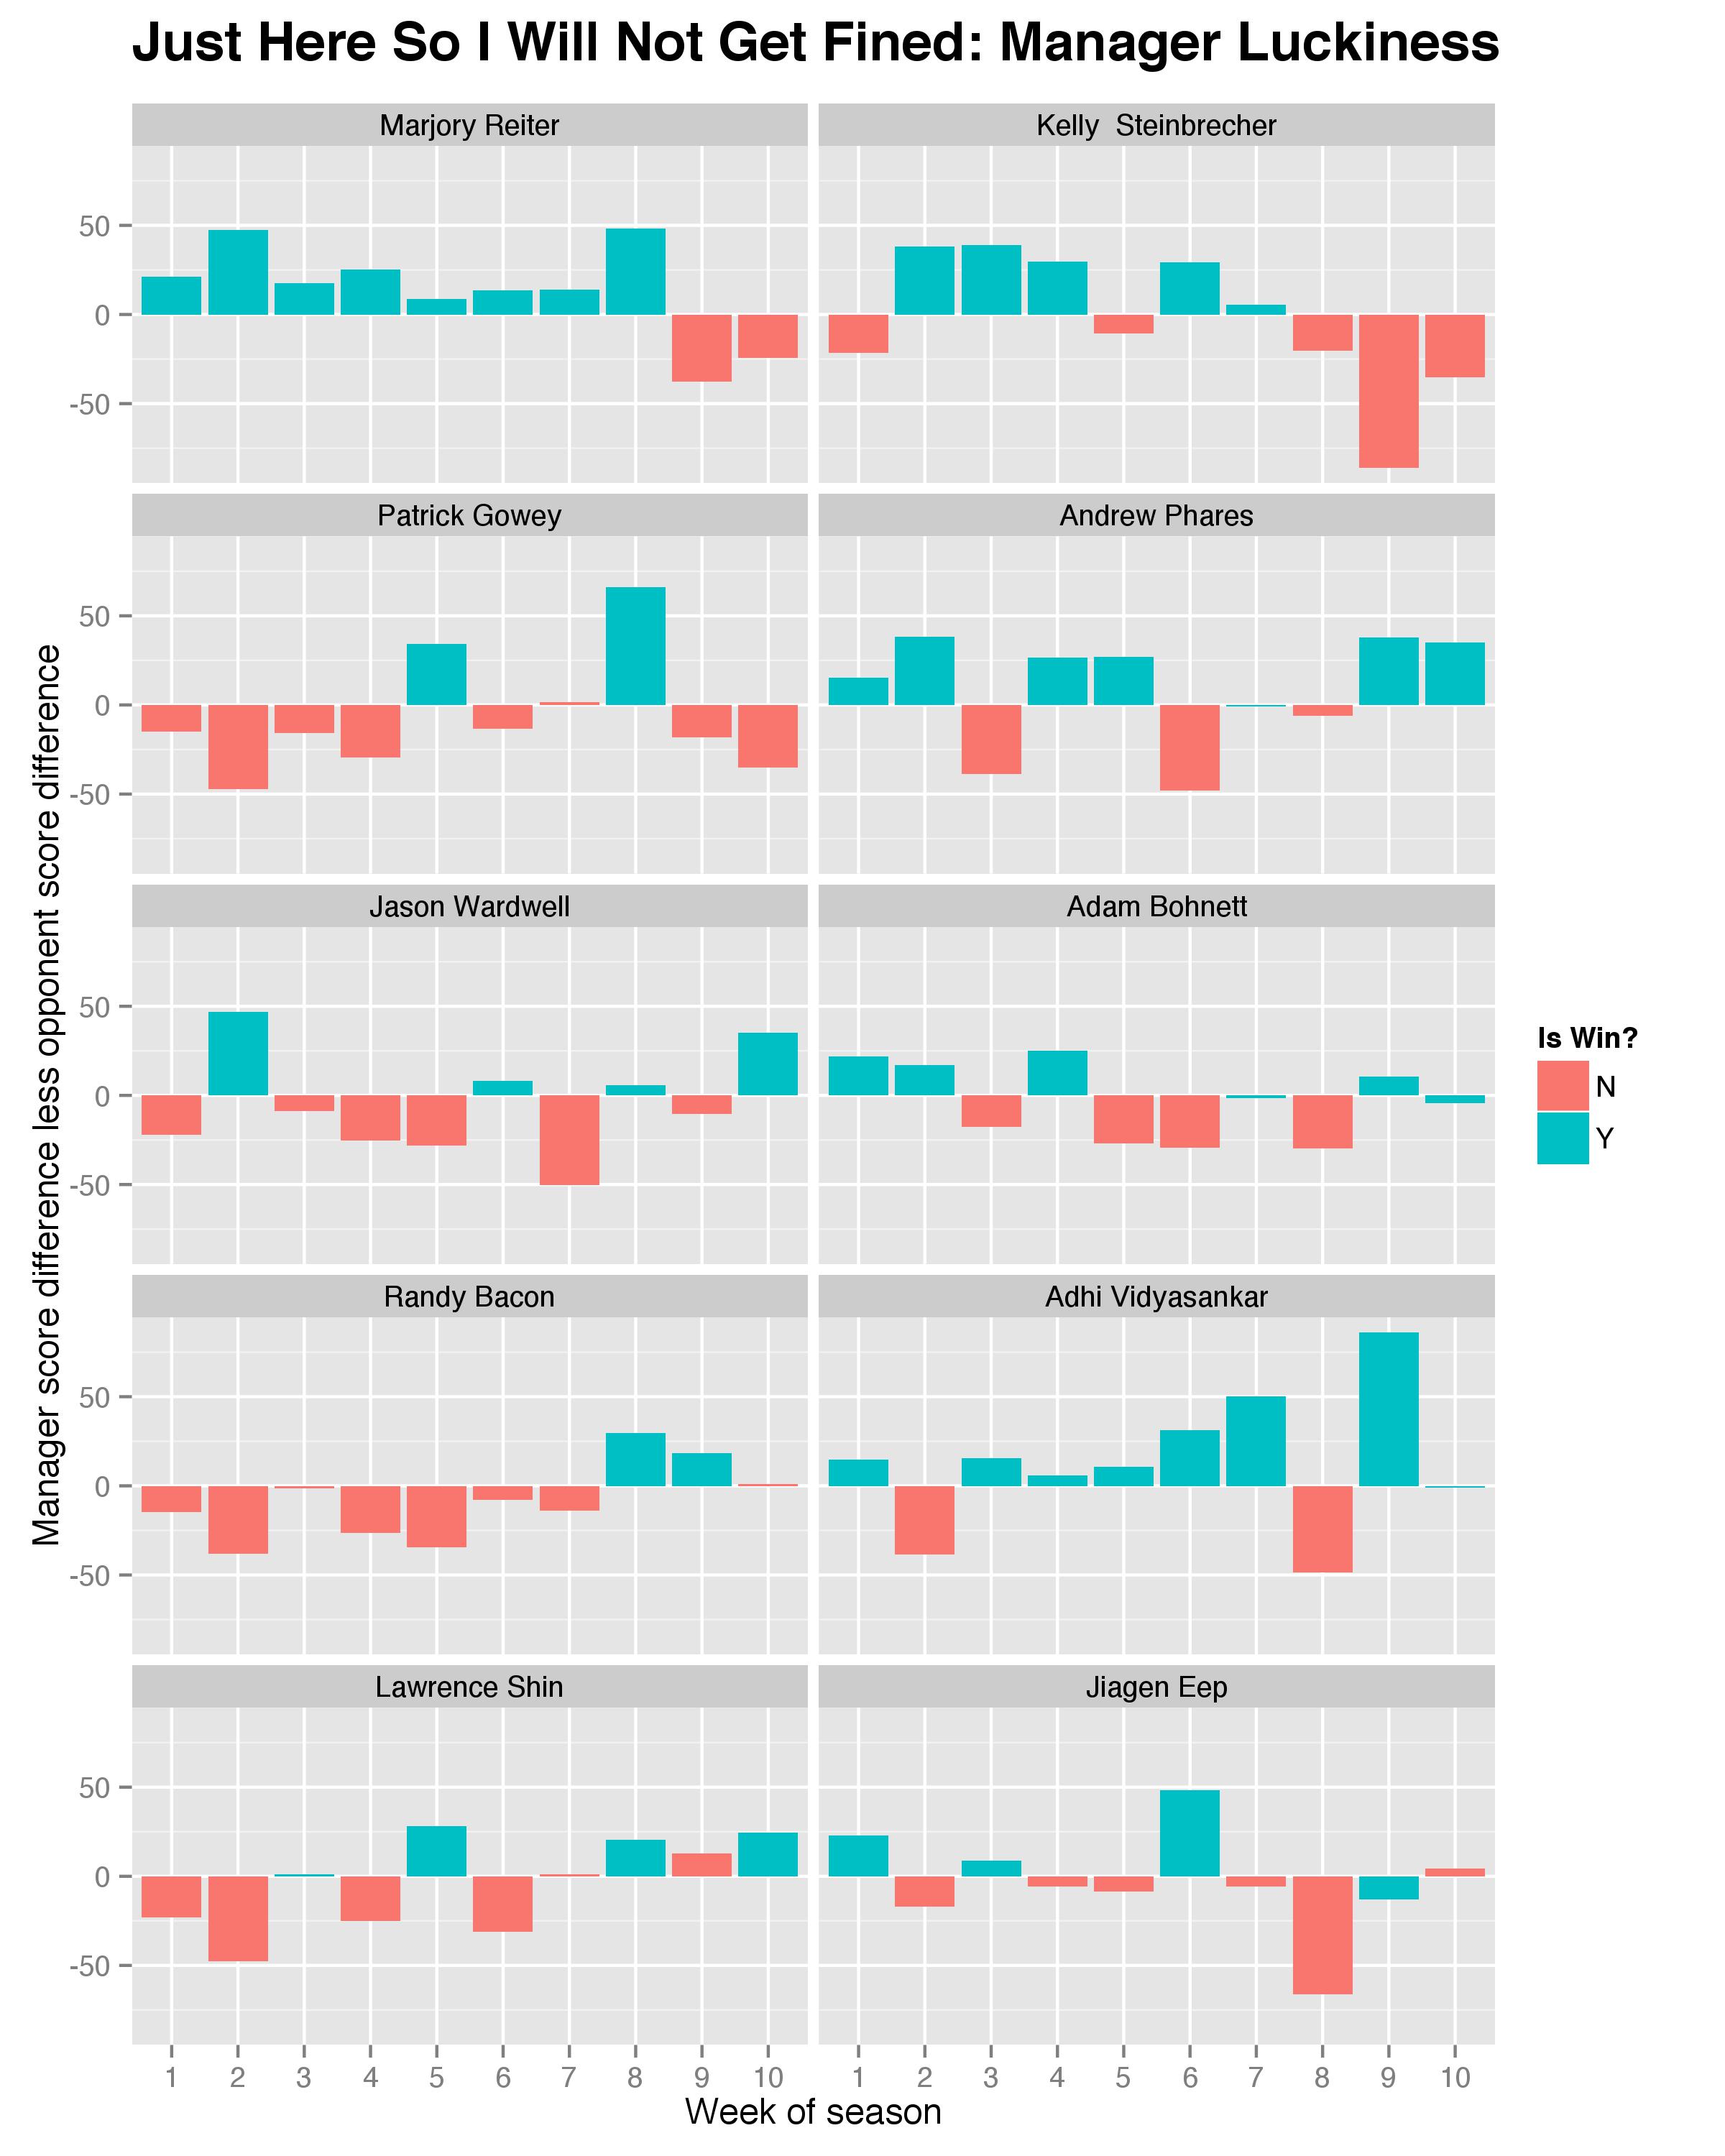 Just Here So I Will Not Get Fined: Manager Luckiness
Marjory Reiter
Kelly  Steinbrecher
50
0
-50
Patrick Gowey
Andrew Phares
50
0
-50
Jason Wardwell
Adam Bohnett
50
0
-50
Randy Bacon
Adhi Vidyasankar
50
0
-50
Lawrence Shin
Jiagen Eep
50
0
-50
1 2 3 4 5 6 7 8 9 10
1 2 3 4 5 6 7 8 9 10
Week of season
Manager score difference less opponent score difference
Is Win?
N
Y